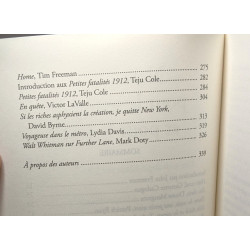 Home, Tim Freeman 275
Introduction aux Petites fatalités 1912, Teju Cole 282
Petites fatalités 1912, Teju Cole 284
En quête, Victor LaValle 304
Si les riches asphyxient la création, je quitte New York,
David Byrne 313
Voyageuse dans le métro, Lydia Davis 319
Walt Whitman sur Further Lane, Mark Doty 326
À propos des auteurs 339